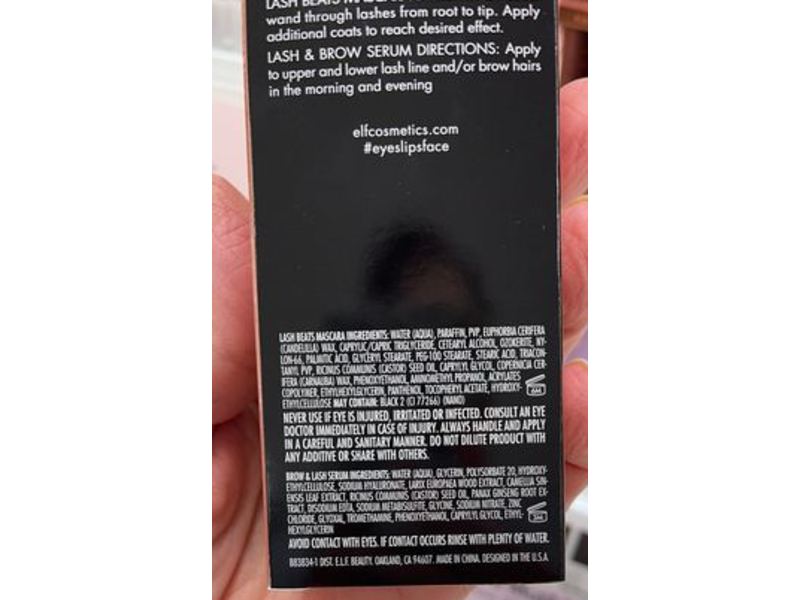 LASH BEATS
wand through lashes from root to tip. Apply
additional coats to reach desired effect.
LASH & BROW SERUM DIRECTIONS: Apply
to upper and lower lash line and/or brow hairs
in the morning and evening
elfcosmetics.com
#eyeslipsface
LASH BEATS MASCARA INGREDIENTS: WATER (AQUA), PARAFFIN, PVP, EUPHORBIA CERIFERA
(CANDELILLA) WAX, CAPRYLIC/CAPRIC TRIGLYCERIDE, CETEARYL ALCOHOL, OZOKERITE, NY-
LON-66, PALMITIC ACID, GLYCERYL STEARATE, PEG-100 STEARATE, STEARIC ACID, TRIACON-
TANYL PVP, RICINUS COMMUNIS (CASTOR) SEED OIL, CAPRYLYL GLYCOL, COPERNICIA CER-
IFERA (CARNAUBA) WAX, PHENOXYETHANOL, AMINOMETHYL PROPANOL, ACRYLATES
COPOLYMER, ETHYLHEXYLGLYCERIN, PANTHENOL, TOCOPHERYL ACETATE, HYDROXY-
ETHYLCELLULOSE MAY CONTAIN: BLACK 2 (CI 77266) (NANO)
6M
NEVER USE IF EYE IS INJURED, IRRITATED OR INFECTED. CONSULT AN EYE
DOCTOR IMMEDIATELY IN CASE OF INJURY. ALWAYS HANDLE AND APPLY
IN A CAREFUL AND SANITARY MANNER. DO NOT DILUTE PRODUCT WITH
ANY ADDITIVE OR SHARE WITH OTHERS.
BROW & LASH SERUM INGREDIENTS: WATER (AQUA), GLYCERIN, POLYSORBATE 20, HYDROXY-
ETHYLCELLULOSE, SODIUM HYALURONATE, LARIX EUROPAEA WOOD EXTRACT, CAMELLIA SIN-
ENSIS LEAF EXTRACT, RICINUS COMMUNIS (CASTOR) SEED OIL, PANAX GINSENG ROOT EX-
TRACT, DISODIUM EDTA, SODIUM METABISULFITE, GLYCINE, SODIUM NITRATE, ZINC
CHLORIDE, GLYOXAL, TROMETHAMINE, PHENOXYETHANOL, CAPRYLYL GLYCOL, ETHYL-
HEXYLGLYCERIN
AVOID CONTACT WITH EYES. IF CONTACT OCCURS RINSE WITH PLENTY OF WATER.
B83834-1 DIST. E.L.F. BEAUTY. OAKLAND, CA 94607. MADE IN CHINA. DESIGNED IN THE U.S.A.